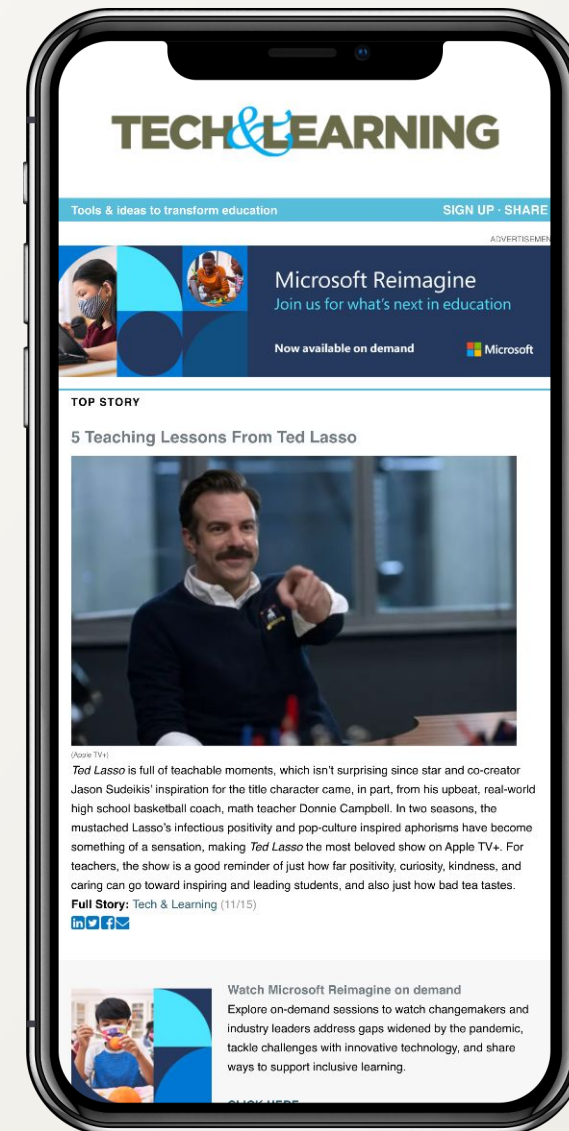 TECH&LEARNING
Tools & ideas to transform education
SIGN UP · SHARE
ADVERTISEMEN
Microsoft Reimagine
Join us for what's next in education
Now available on demand
Microsoft
TOP STORY
5 Teaching Lessons From Ted Lasso
(Apple TV+)
Ted Lasso is full of teachable moments, which isn't surprising since star and co-creator
Jason Sudeikis' inspiration for the title character came, in part, from his upbeat, real-world
high school basketball coach, math teacher Donnie Campbell. In two seasons, the
mustached Lasso's infectious positivity and pop-culture inspired aphorisms have become
something of a sensation, making Ted Lasso the most beloved show on Apple TV+. For
teachers, the show is a good reminder of just how far positivity, curiosity, kindness, and
caring can go toward inspiring and leading students, and also just how bad tea tastes.
Full Story: Tech & Learning (11/15)
Watch Microsoft Reimagine on demand
Explore on-demand sessions to watch changemakers and
industry leaders address gaps widened by the pandemic,
tackle challenges with innovative technology, and share
ways to support inclusive learning.
CLICK HERE